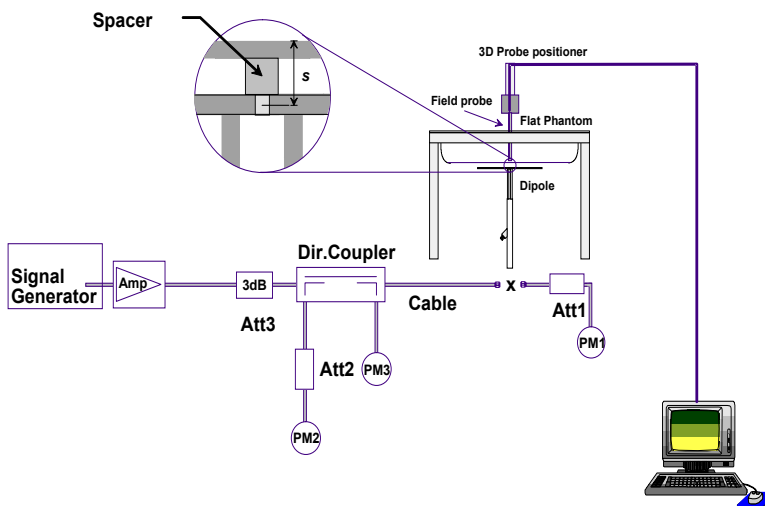 Spacer
s
3D Probe positioner
Field probe
Flat Phantom
Dipole
Dir.Coupler
Signal
Generator
Amp
3dB
Cable
x
Att1
Att3
Att2
PM3
PM1
PM2